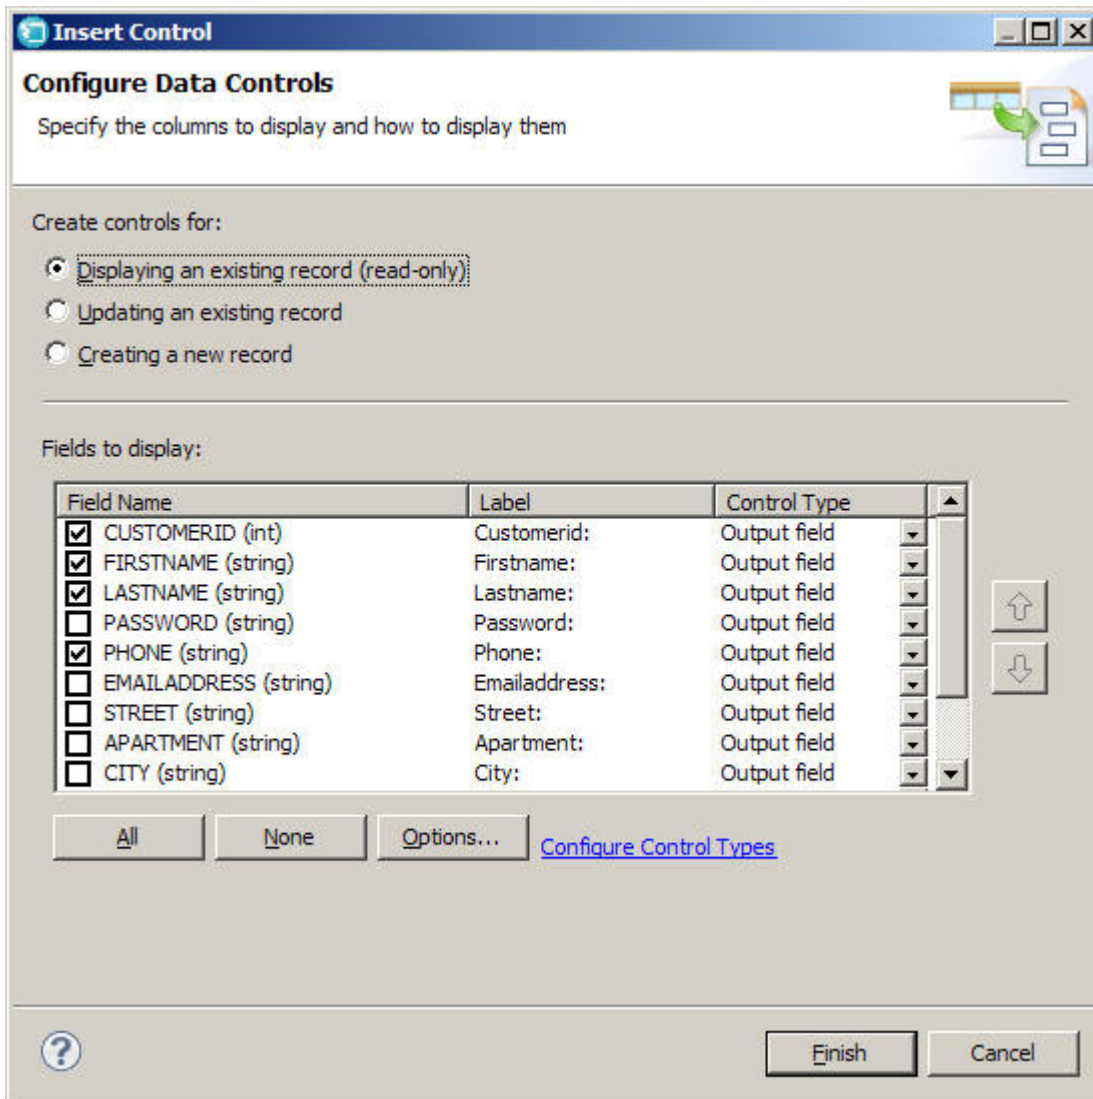 Insert Control
Configure Data Controls
Specify the columns to display and how to display them
Create controls for:
Displaying an existing record (read-only)
Updating an existing record
Creating a new record
Fields to display:
Field Name Label Control Type
CUSTOMERID (int) Customerid: Output field
FIRSTNAME (string) Firstname: Output field
LASTNAME (string) Lastname: Output field
PASSWORD (string) Password: Output field
PHONE (string) Phone: Output field
EMAILADDRESS (string) Emailaddress: Output field
STREET (string) Street: Output field
APARTMENT (string) Apartment: Output field
CITY (string) City: Output field
All None Options... Configure Control Types
? Finish Cancel